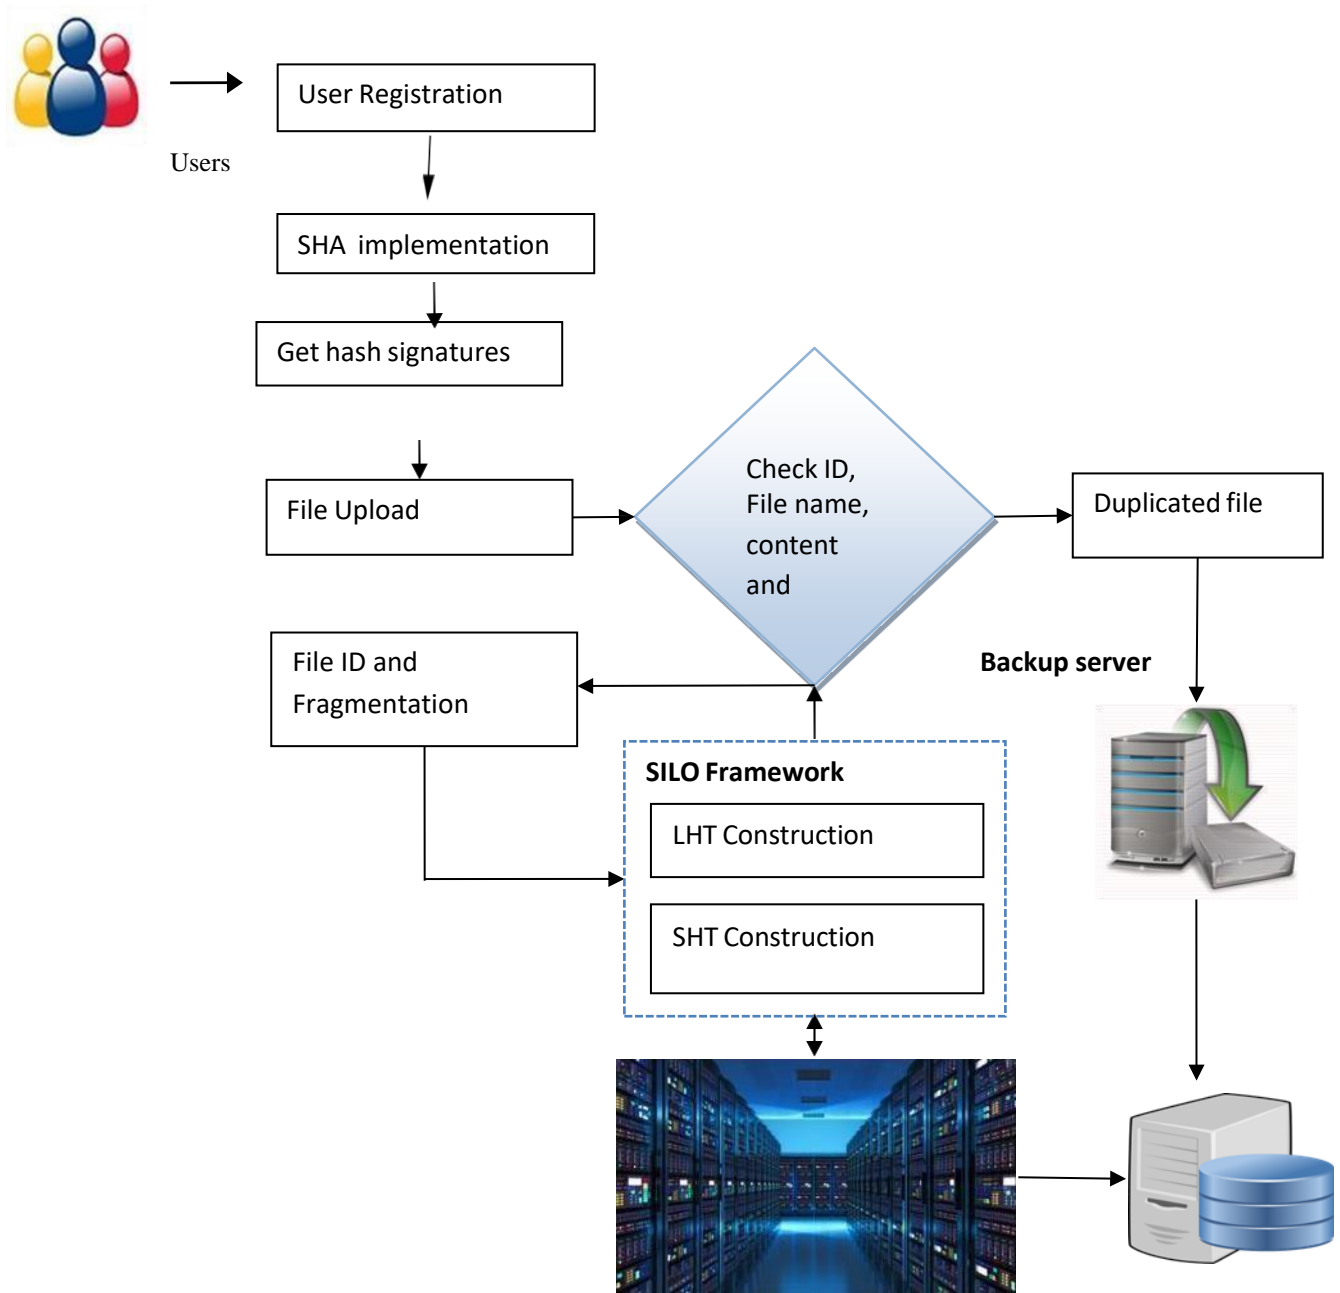 User Registration
Users
SHA  implementation
Get hash signatures
File Upload
Check ID,
File name,
content
and
Duplicated file
File ID and
Fragmentation
Backup server
SILO Framework
LHT Construction
SHT Construction